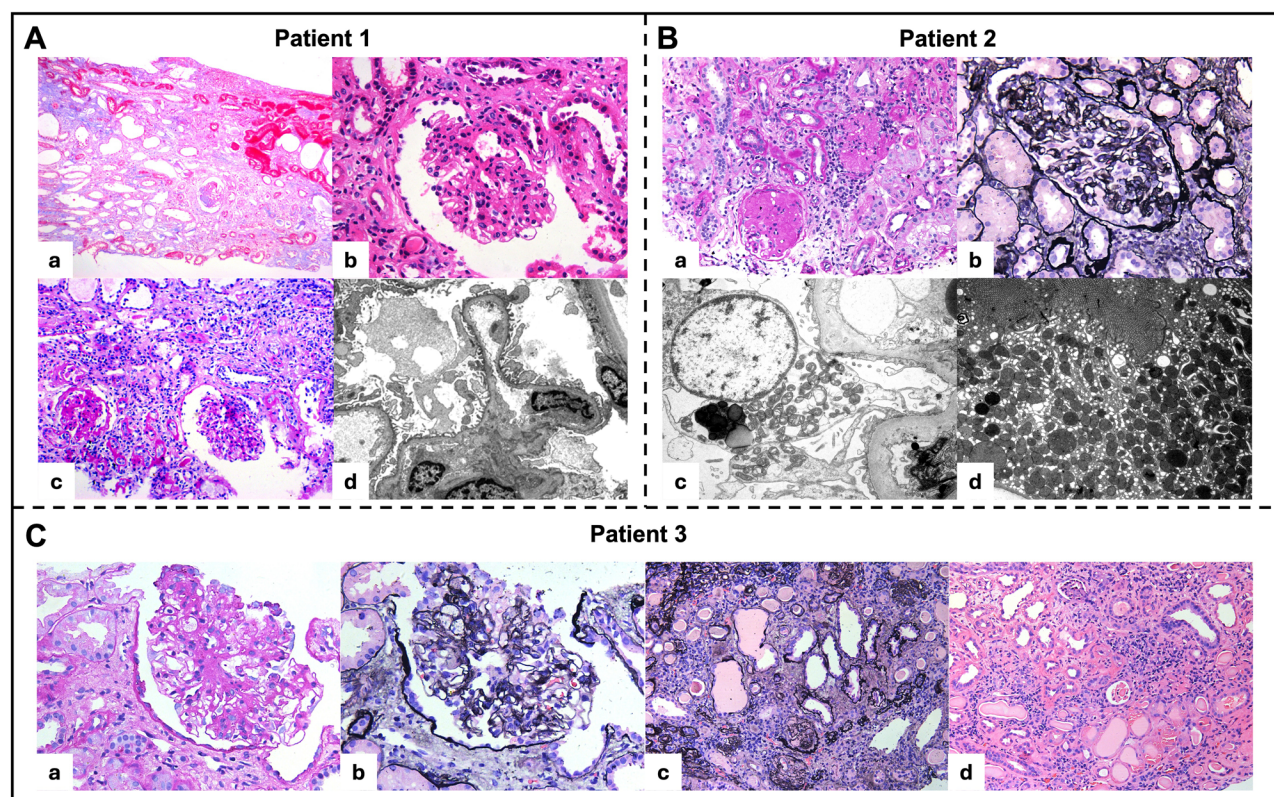 A Patient 1
B Patient 2
a b
a b
c d
c d
C Patient 3
a b c d